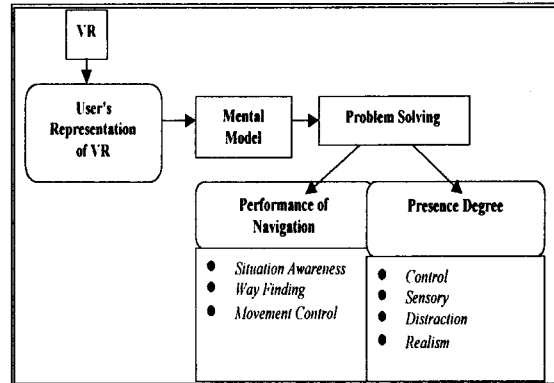 VR
User's
Representation
of VR
Mental
Model
Problem Solving
Performance of
Navigation
Presence Degree
● Situation Awareness
● Way Finding
● Movement Control
● Control
● Sensory
● Distraction
● Realism